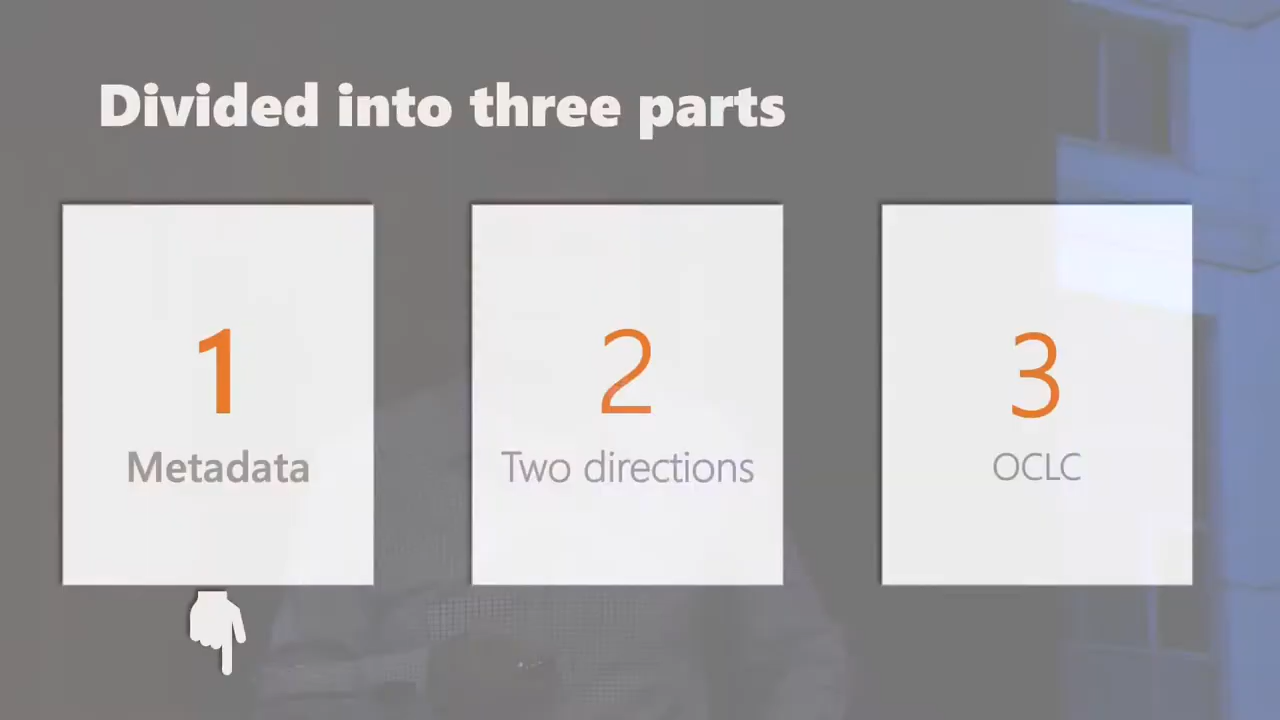 Divided into three parts
1
Metadata
2
Two directions
3
OCLC